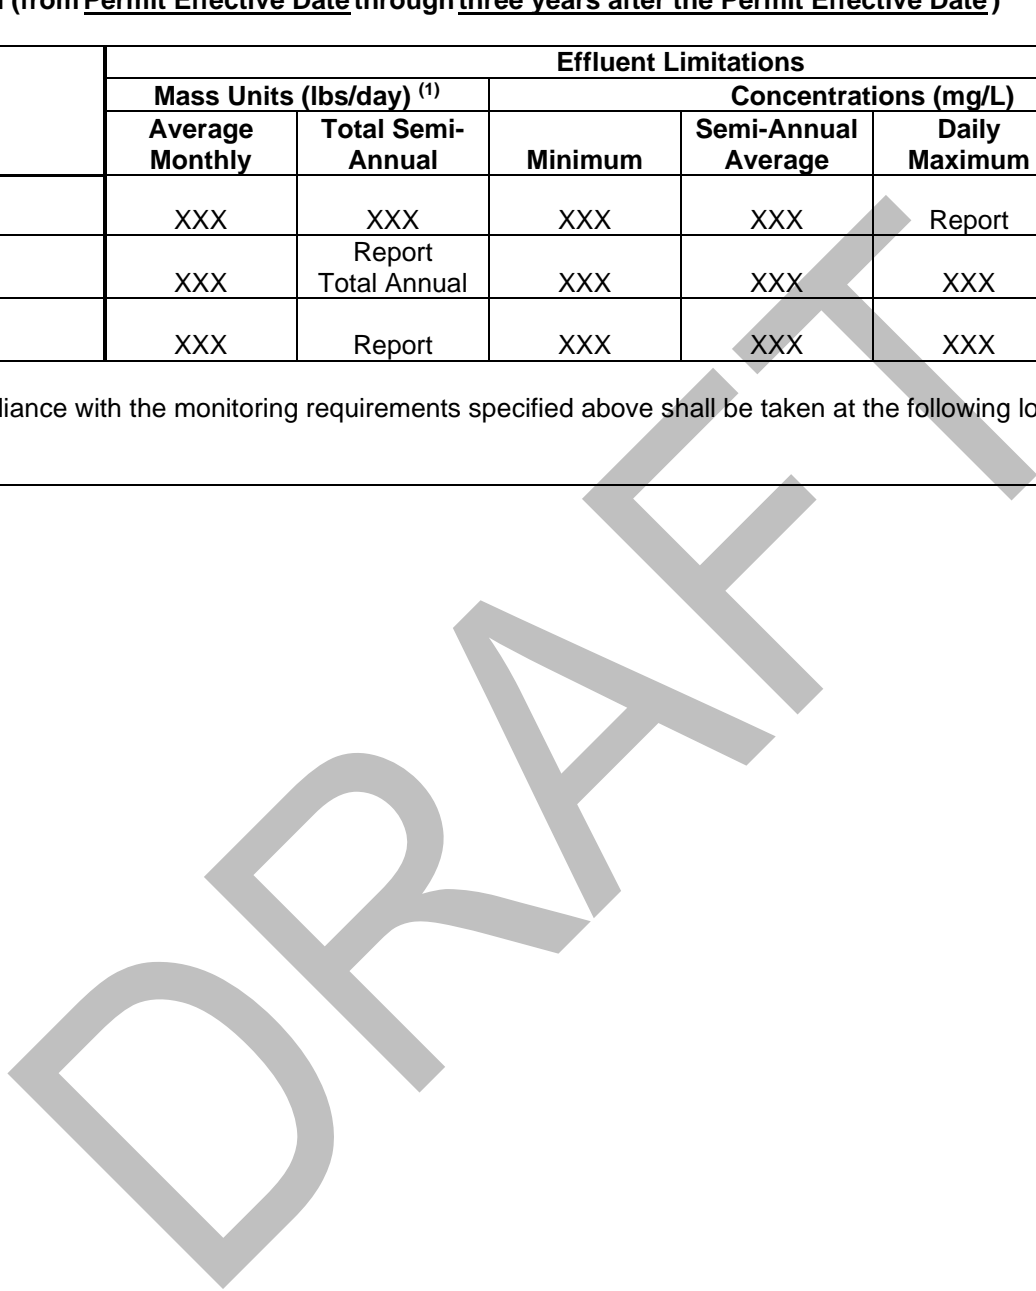 (from Permit Effective Date through three years after the Permit Effective Date)
Effluent Limitations
Mass Units (lbs/day) (1) Concentrations (mg/L)
Average Monthly Total Semi-Annual Minimum Semi-Annual Average Daily Maximum
XXX XXX XXX XXX Report
XXX Report Total Annual XXX XXX XXX
XXX Report XXX XXX XXX
liance with the monitoring requirements specified above shall be taken at the following lo
DRAFT